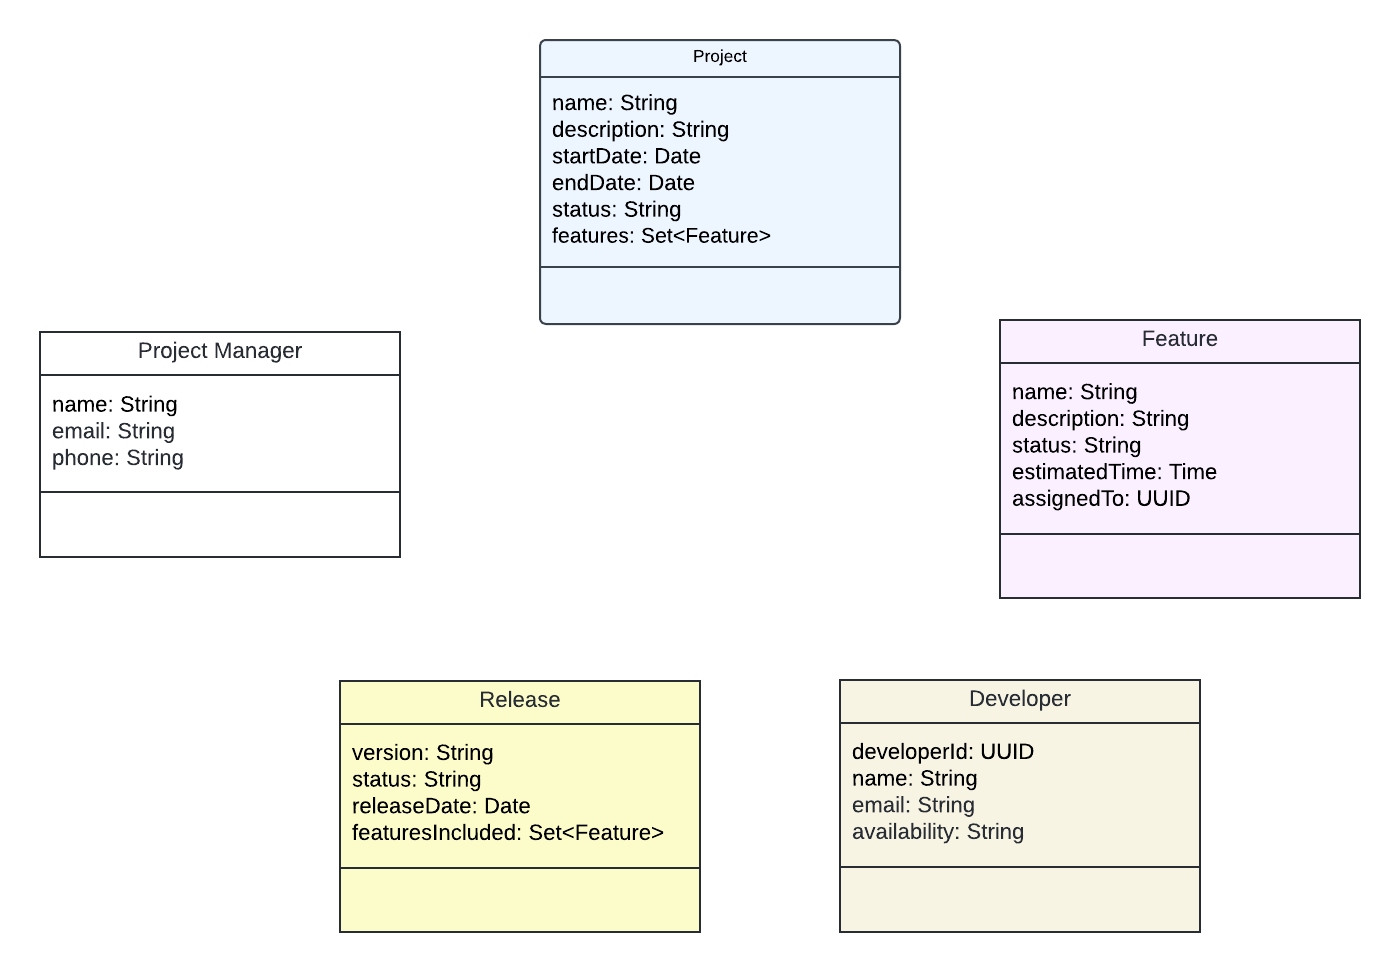 Project
name: String
description: String
startDate: Date
endDate: Date
status: String
features: Set<Feature>
Project Manager
name: String
email: String
phone: String
Feature
name: String
description: String
status: String
estimatedTime: Time
assignedTo: UUID
Release
version: String
status: String
releaseDate: Date
featuresIncluded: Set<Feature>
Developer
developerId: UUID
name: String
email: String
availability: String